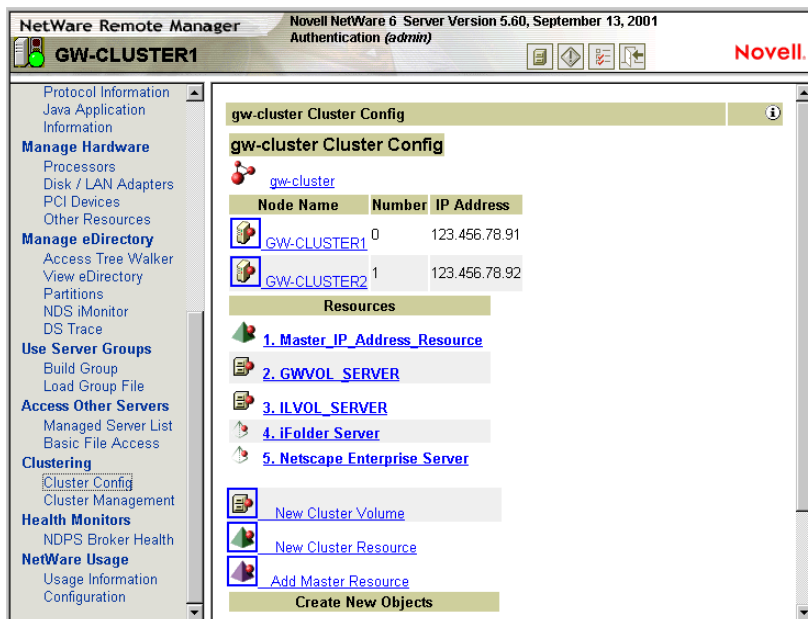 NetWare Remote Manager
Novell NetWare 6 Server Version 5.60, September 13, 2001
Authentication (admin)
GW-CLUSTER1
Novell.
Protocol Information
Java Application
Information
Manage Hardware
Processors
Disk / LAN Adapters
PCI Devices
Other Resources
Manage eDirectory
Access Tree Walker
View eDirectory
Partitions
NDS iMonitor
DS Trace
Use Server Groups
Build Group
Load Group File
Access Other Servers
Managed Server List
Basic File Access
Clustering
Cluster Config
Cluster Management
Health Monitors
NDPS Broker Health
NetWare Usage
Usage Information
Configuration
gw-cluster Cluster Config
gw-cluster Cluster Config
gw-cluster
Node Name Number IP Address
GW-CLUSTER1 0 123.456.78.91
GW-CLUSTER2 1 123.456.78.92
Resources
1. Master_IP_Address_Resource
2. GWVOL_SERVER
3. ILVOL_SERVER
4. iFolder Server
5. Netscape Enterprise Server
New Cluster Volume
New Cluster Resource
Add Master Resource
Create New Objects